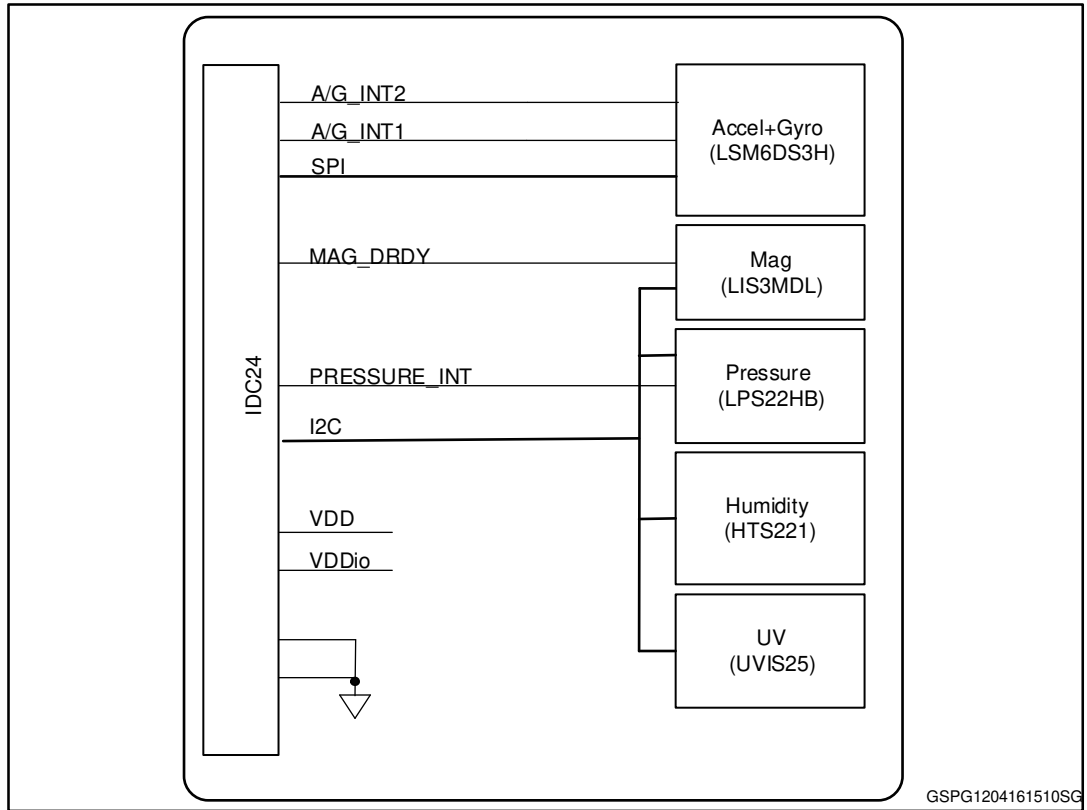 A/G_INT2
A/G_INT1
SPI
Accel+Gyro
(LSM6DS3H)
MAG_DRDY
Mag
(LIS3MDL)
IDC24
PRESSURE_INT
Pressure
(LPS22HB)
I2C
Humidity
(HTS221)
VDD
VDDio
UV
(UVIS25)
GSPG1204161510SG